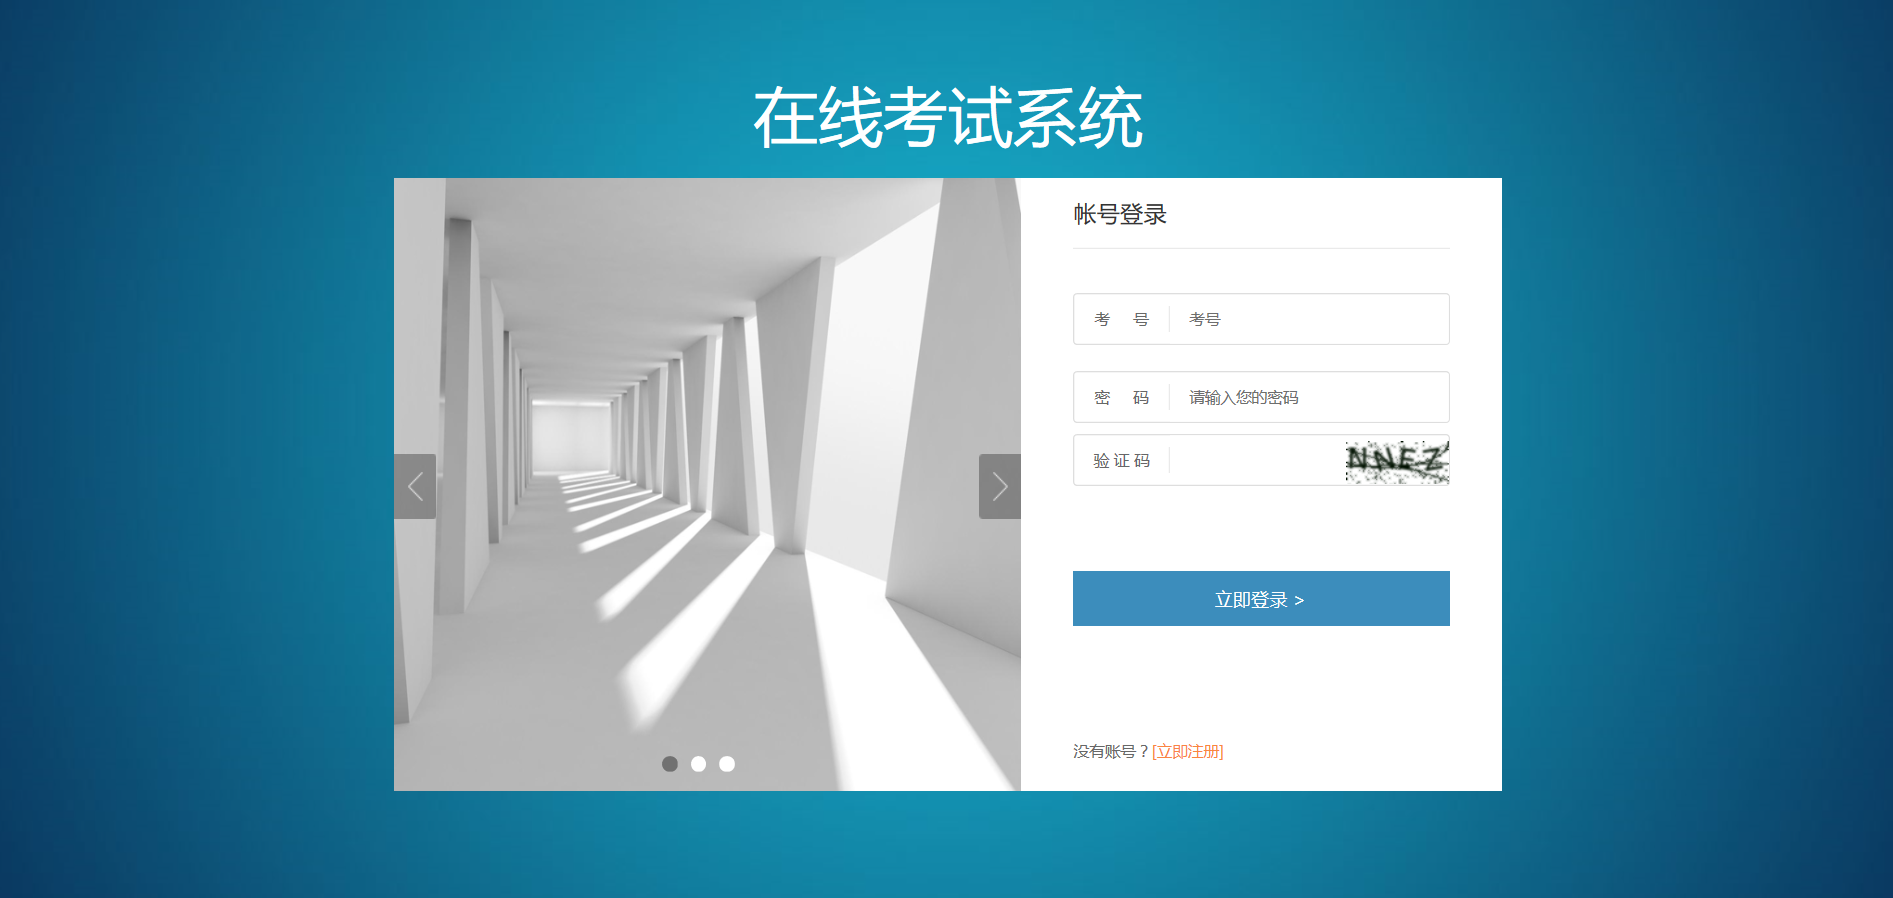 在线考试系统
帐号登录
考 号 考号
密 码 请输入您的密码
验 证 码 NNEZ
立即登录 >
没有账号？[立即注册]